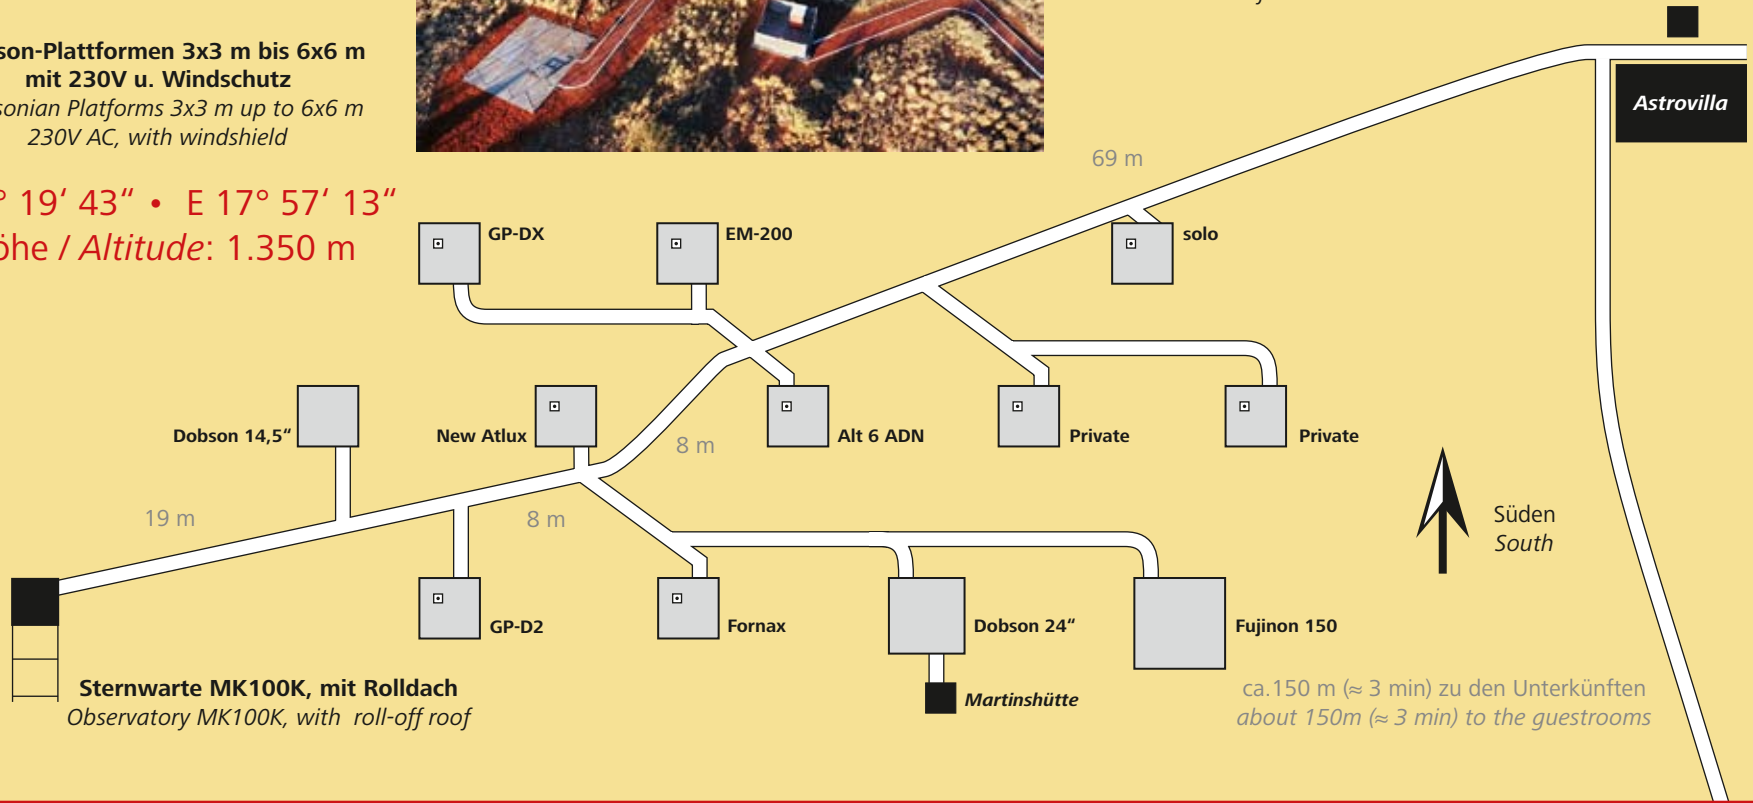 son-Plattformen 3x3 m bis 6x6 m
mit 230V u. Windschutz
sonian Platforms 3x3 m up to 6x6 m
230V AC, with windshield
° 19‘ 43“ • E 17° 57‘ 13“
öhe / Altitude: 1.350 m
Astrovilla
69 m
GP-DX
EM-200
solo
Dobson 14,5“
New Atlux
8 m
Alt 6 ADN
Private
Private
19 m
8 m
Süden
South
GP-D2
Fornax
Dobson 24“
Fujinon 150
Martinshütte
Sternwarte MK100K, mit Rolldach
Observatory MK100K, with roll-off roof
ca.150 m (≈ 3 min) zu den Unterkünften
about 150m (≈ 3 min) to the guestrooms